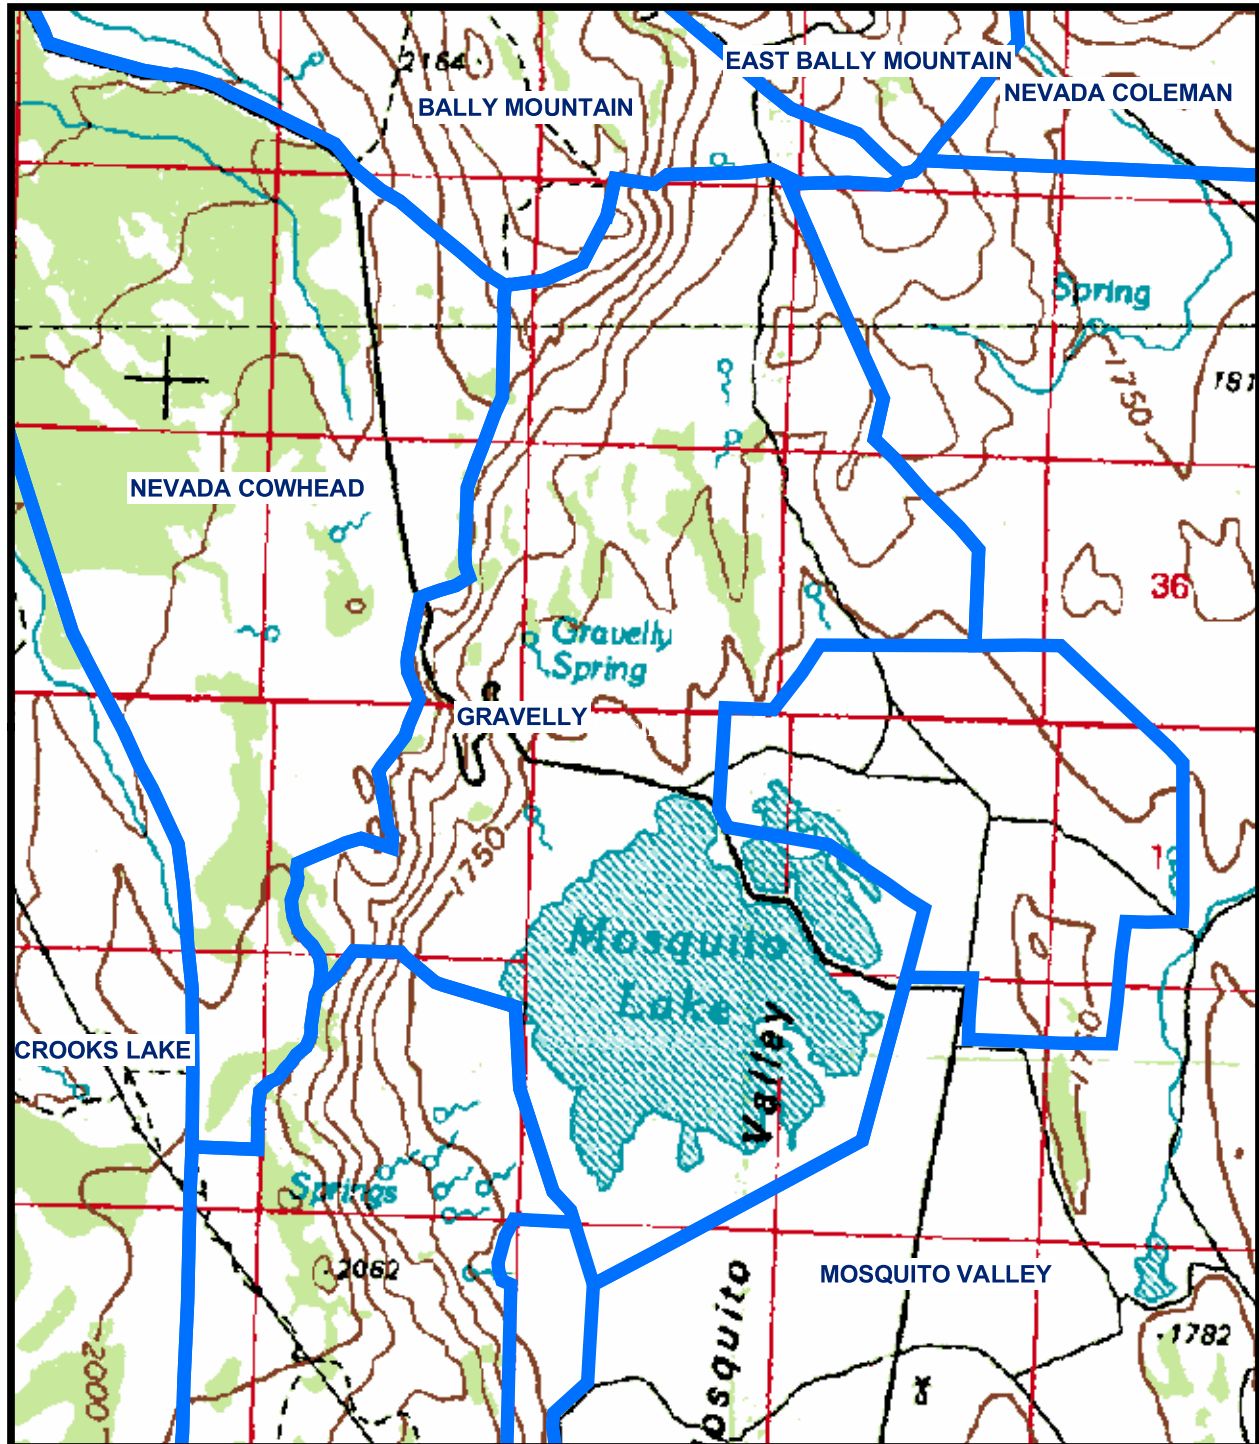 EAST BALLY MOUNTAIN
2164
NEVADA COLEMAN
BALLY MOUNTAIN
Spring
1750
NEVADA COWHEAD
36
Gravelly
Spring
GRAVELLY
1750
1
Mosquito
Lake
Valley
CROOKS LAKE
Springs
2062
MOSQUITO VALLEY
1782
2000